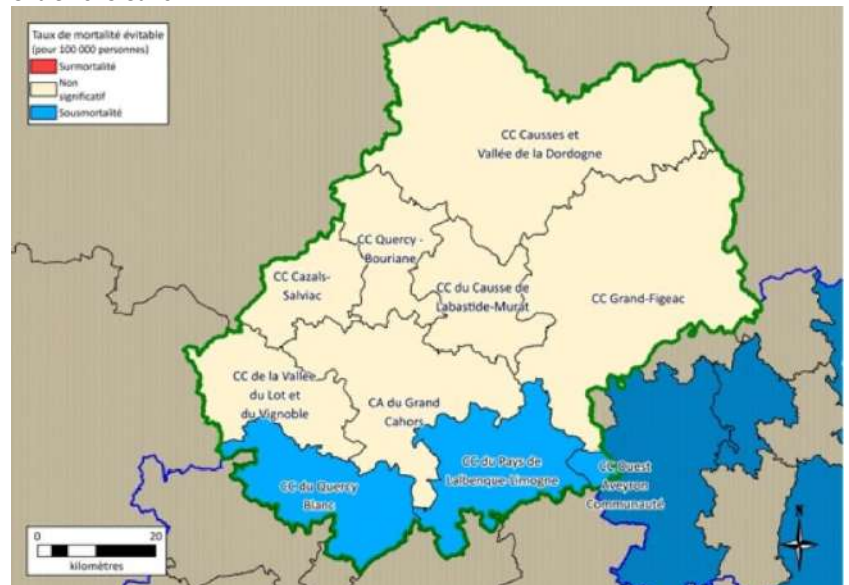 Taux de mortalité évitable
(pour 100 000 personnes)
Surmortalité
Non
significatif
Sousmortalité
CC Causses et
Vallée de la Dordogne
CC Quercy -
Bouriane
CC Cazals-
Salviac
CC du Causse de
Labastide-Murat
CC Grand-Figeac
CC de la Vallée
du Lot et
du Vignoble
CA du Grand
Cahors
CC du Quercy
Blanc
CC du Pays de
Lalbenque-Limogne
CC Ouest
Aveyron
Communauté
0 20
kilomètres
N